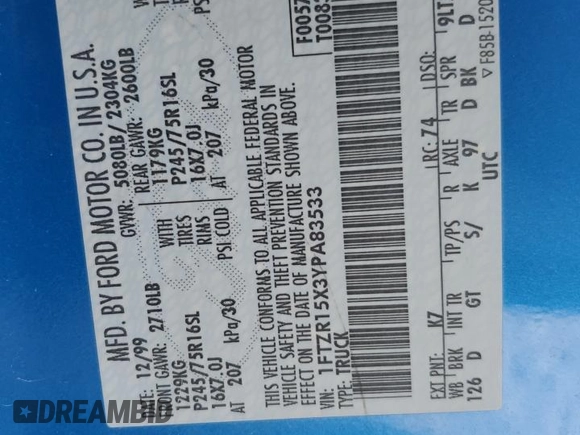 MFD. BY FORD MOTOR CO. IN U.S.A.
DATE: 12/99 GVWR: 5080LB/ 2304KG
FRONT GAWR: 2710LB REAR GAWR: 2600LB
1229KG WITH 1179KG
P245/75R16SL TIRES P245/75R16SL
16X7.0J RIMS 16X7.0J
AT 207 kPa/30 PSI COLD AT 207 kPa/30
THIS VEHICLE CONFORMS TO ALL APPLICABLE FEDERAL MOTOR
VEHICLE SAFETY AND THEFT PREVENTION STANDARDS IN
EFFECT ON THE DATE OF MANUFACTURE SHOWN ABOVE.
VIN: 1FTZR15X3YPA83533
TYPE: TRUCK
F0057
T0083
EXT PNT: K7 RC: 74 DSO:
WB BRK INT TR TP/PS R AXLE TR SPR
126 D GT S/ K 97 D BK D
UTC
▽ F85B-1520
9LT
DREAMBID